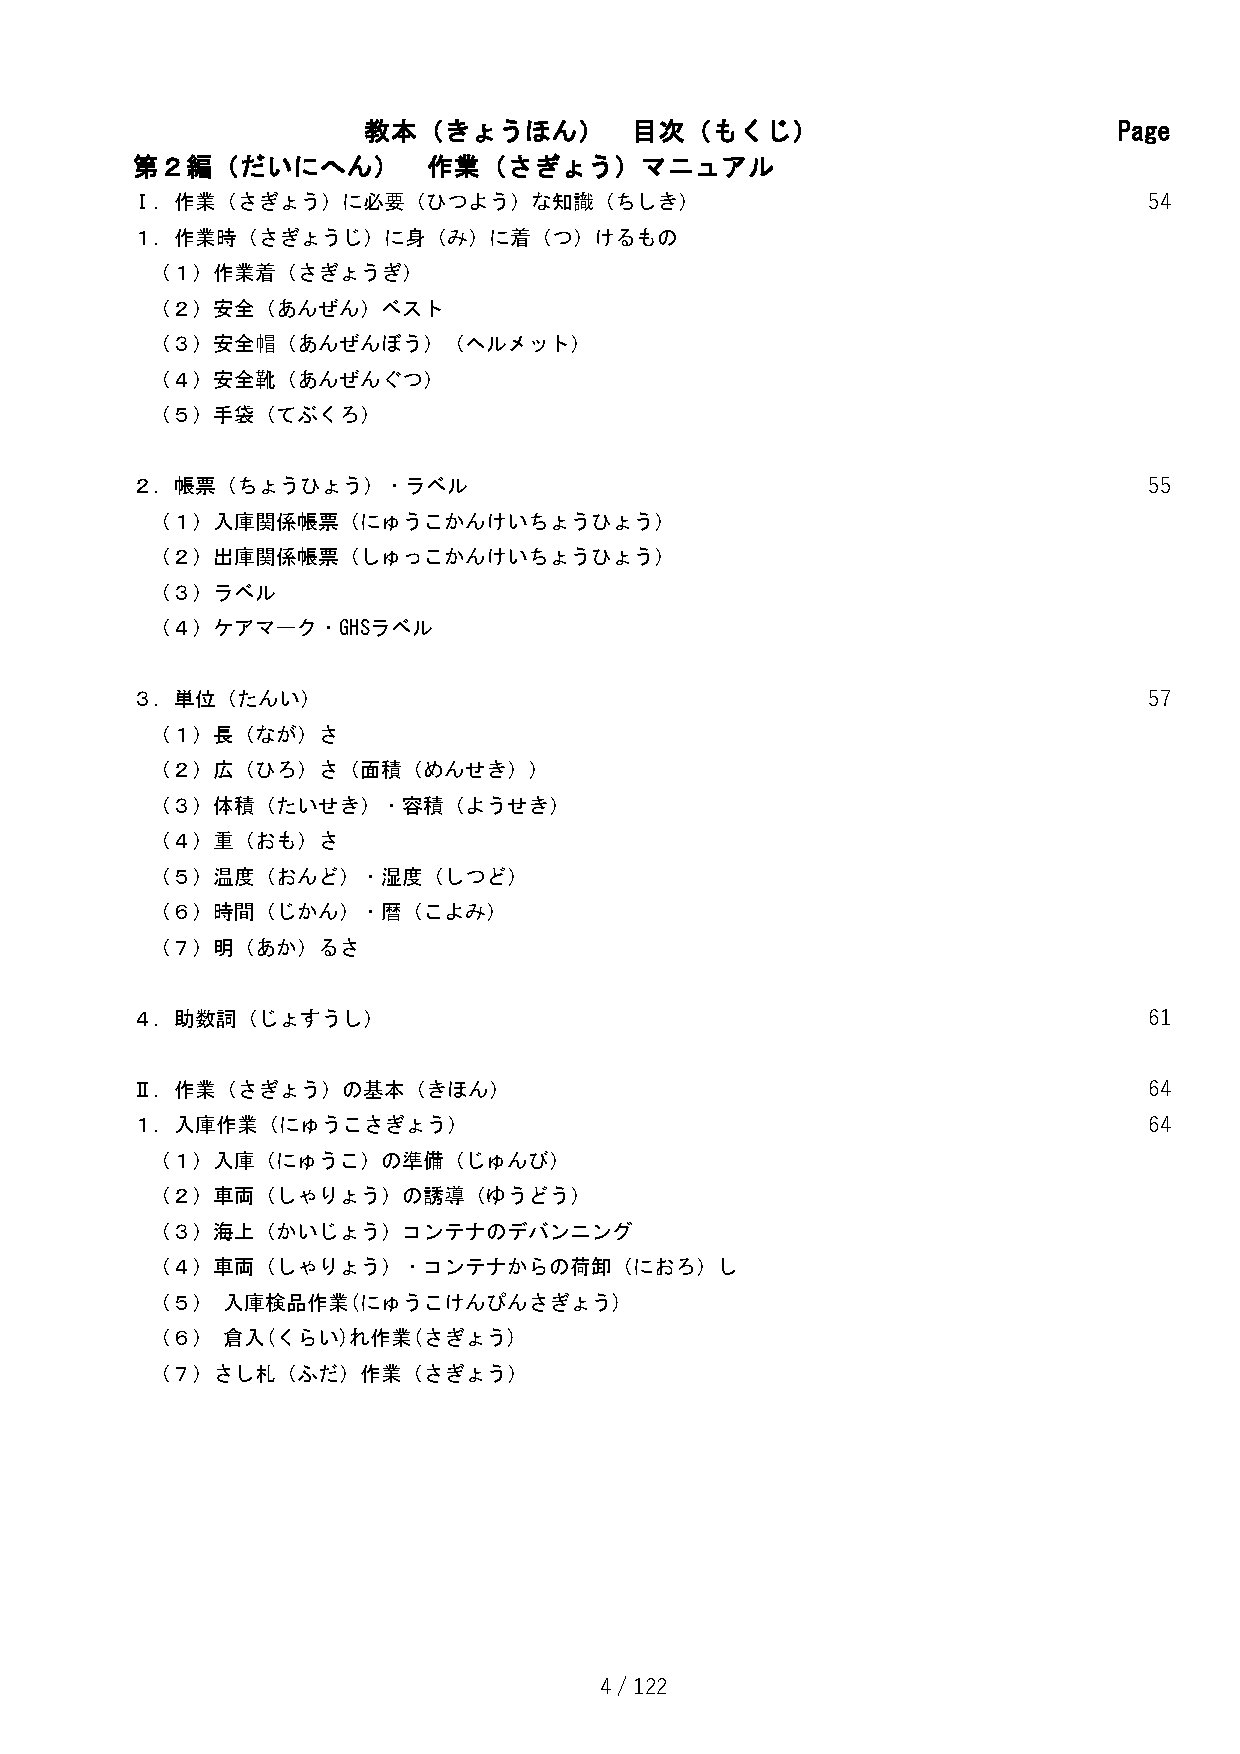 教本（きょうほん）　目次（もくじ） Page
第２編（だいにへん）　作業（さぎょう）マニュアル
Ⅰ．作業（さぎょう）に必要（ひつよう）な知識（ちしき） 54
１．作業時（さぎょうじ）に身（み）に着（つ）けるもの
（１）作業着（さぎょうぎ）
（２）安全（あんぜん）ベスト
（３）安全帽（あんぜんぼう）（ヘルメット）
（４）安全靴（あんぜんぐつ）
（５）手袋（てぶくろ）
２．帳票（ちょうひょう）・ラベル 55
（１）入庫関係帳票（にゅうこかんけいちょうひょう）
（２）出庫関係帳票（しゅっこかんけいちょうひょう）
（３）ラベル
（４）ケアマーク・GHSラベル
３．単位（たんい） 57
（１）長（なが）さ
（２）広（ひろ）さ（面積（めんせき））
（３）体積（たいせき）・容積（ようせき）
（４）重（おも）さ
（５）温度（おんど）・湿度（しつど）
（６）時間（じかん）・暦（こよみ）
（７）明（あか）るさ
４．助数詞（じょすうし） 61
Ⅱ．作業（さぎょう）の基本（きほん） 64
１．入庫作業（にゅうこさぎょう） 64
（１）入庫（にゅうこ）の準備（じゅんび）
（２）車両（しゃりょう）の誘導（ゆうどう）
（３）海上（かいじょう）コンテナのデバンニング
（４）車両（しゃりょう）・コンテナからの荷卸（におろ）し
（５） 入庫検品作業(にゅうこけんぴんさぎょう)
（６） 倉入(くらい)れ作業(さぎょう)
（７）さし札（ふだ）作業（さぎょう）
4 / 122